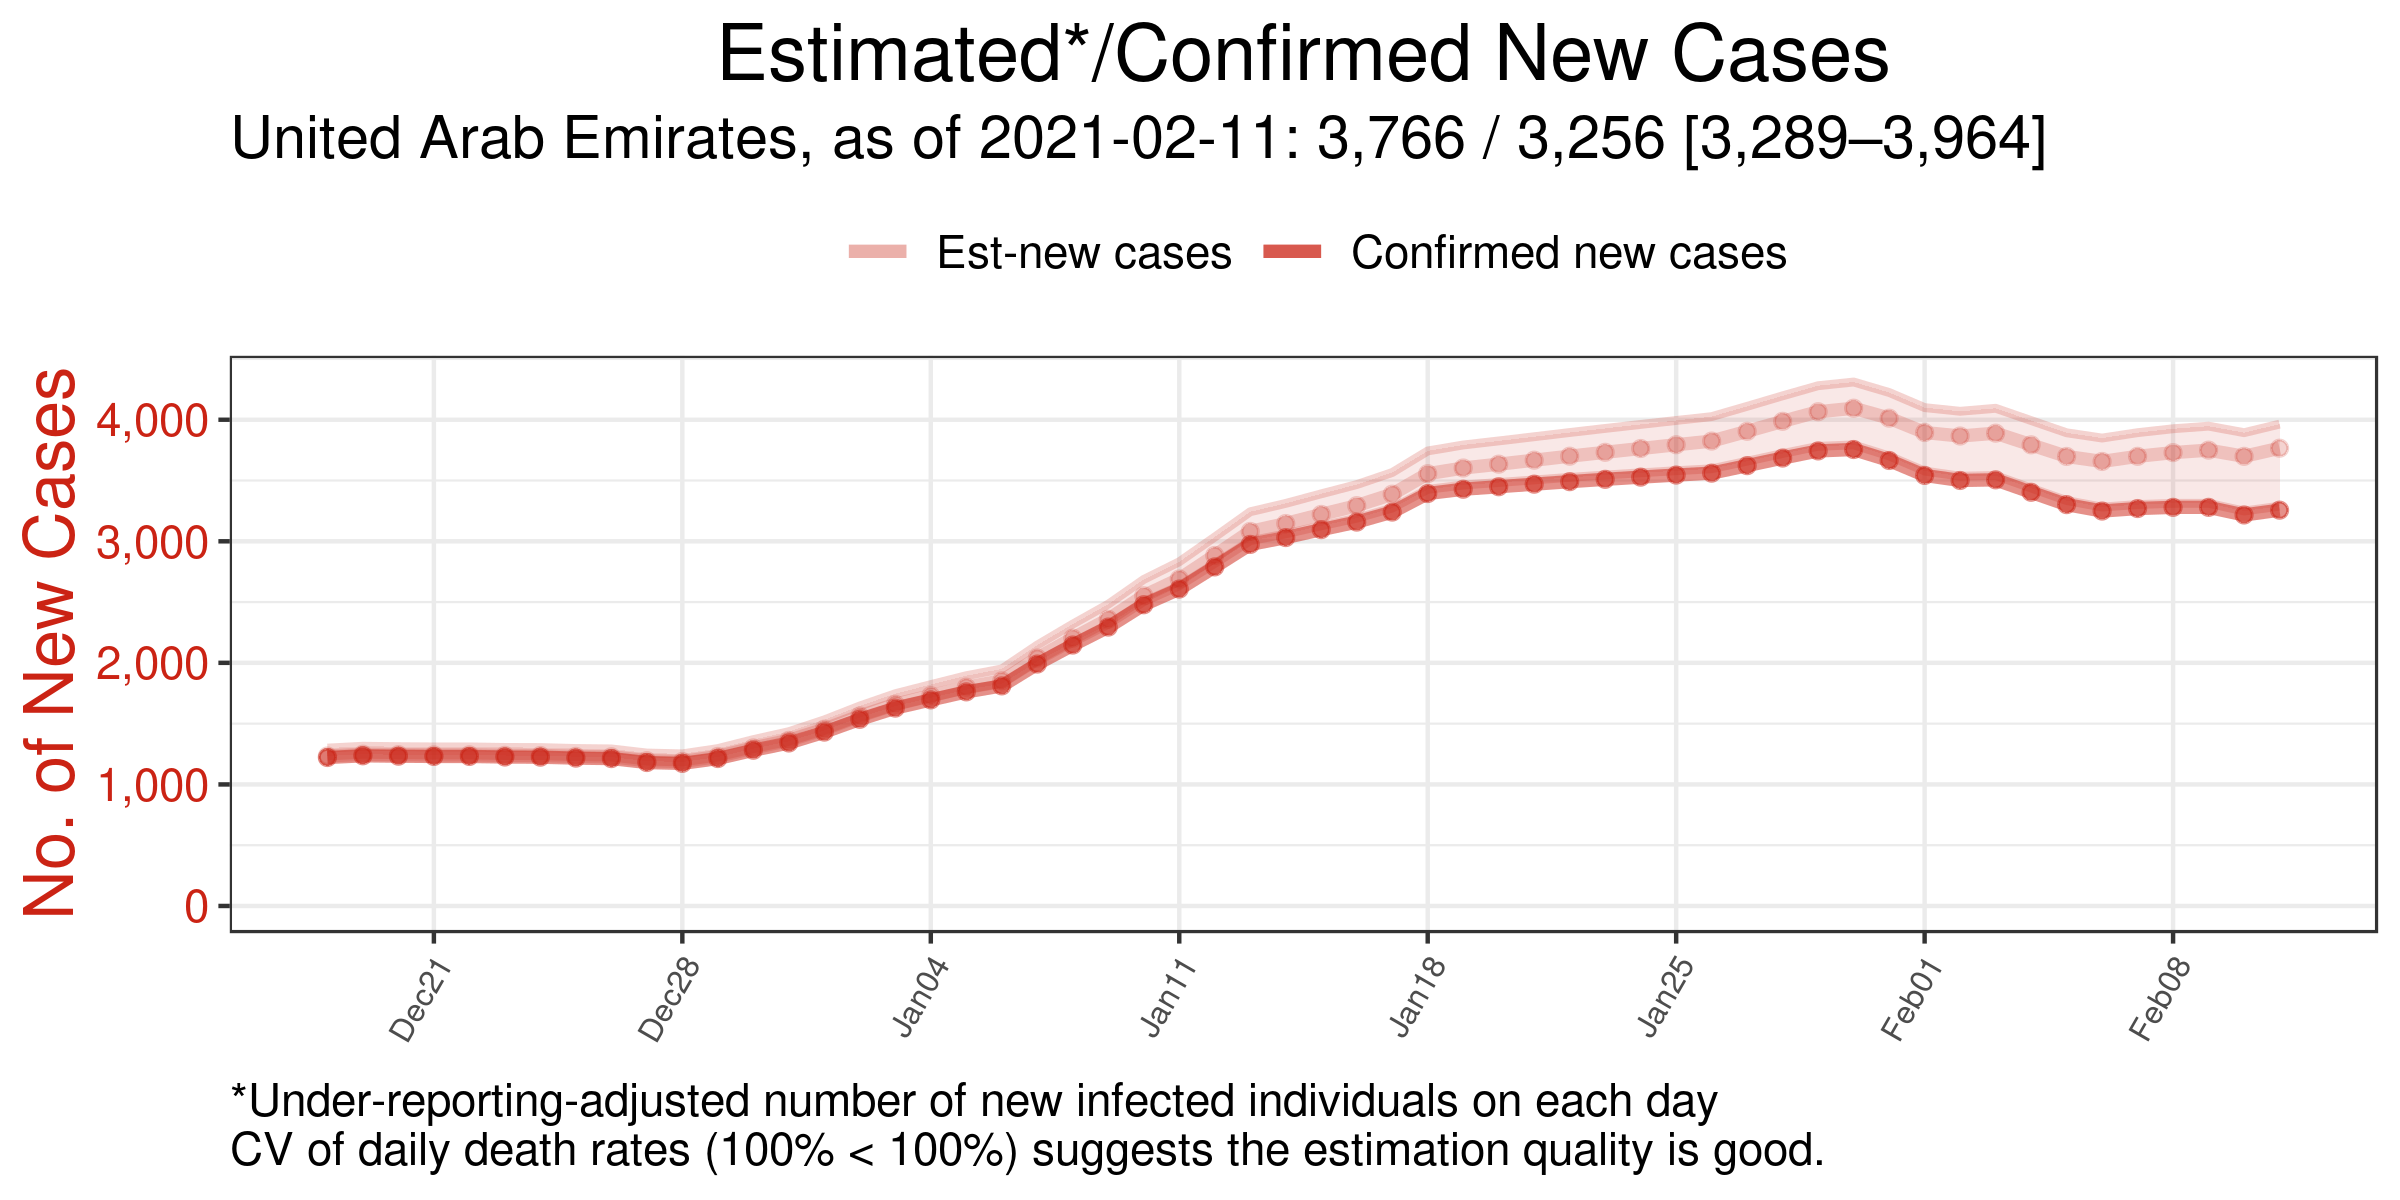 Estimated*/Confirmed New Cases
United Arab Emirates, as of 2021-02-11: 3,766 / 3,256 [3,289–3,964]
Est-new cases
Confirmed new cases
No. of New Cases
4,000
3,000
2,000
1,000
0
Dec21
Dec28
Jan04
Jan11
Jan18
Jan25
Feb01
Feb08
*Under-reporting-adjusted number of new infected individuals on each day
CV of daily death rates (100% < 100%) suggests the estimation quality is good.